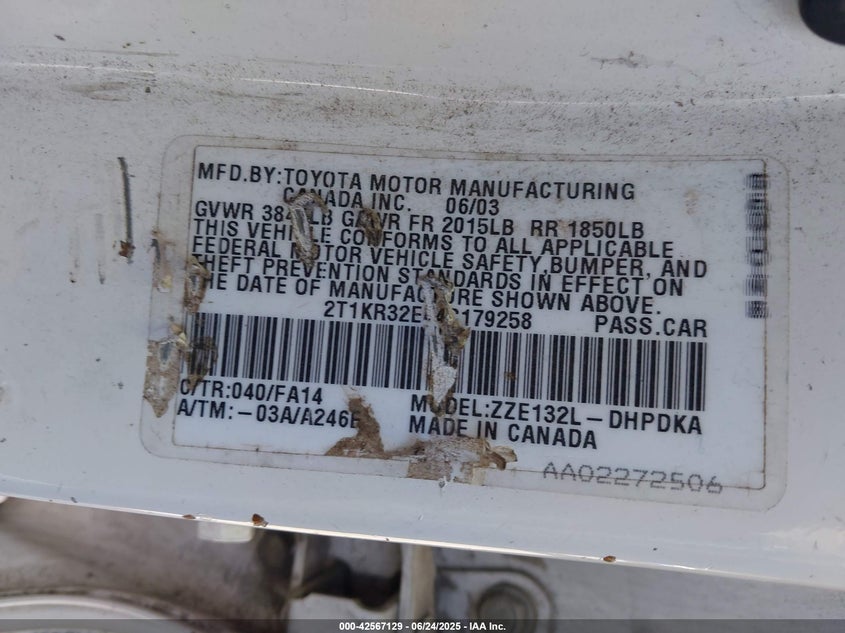 MFD.BY:TOYOTA MOTOR MANUFACTURING
CANADA INC. 06/03
GVWR FR 2015LB RR 1850LB
THIS VEHICLE CONFORMS TO ALL APPLICABLE
FEDERAL MOTOR VEHICLE SAFETY,BUMPER, AND
THEFT PREVENTION STANDARDS IN EFFECT ON
THE DATE OF MANUFACTURE SHOWN ABOVE.
PASS.CAR
C/TR:040/FA14
MODEL:ZZE132L-DHPDKA
A/TM:-03A/A246E
MADE IN CANADA
AA02272506
000-42567129 - 06/24/2025 - IAA Inc.